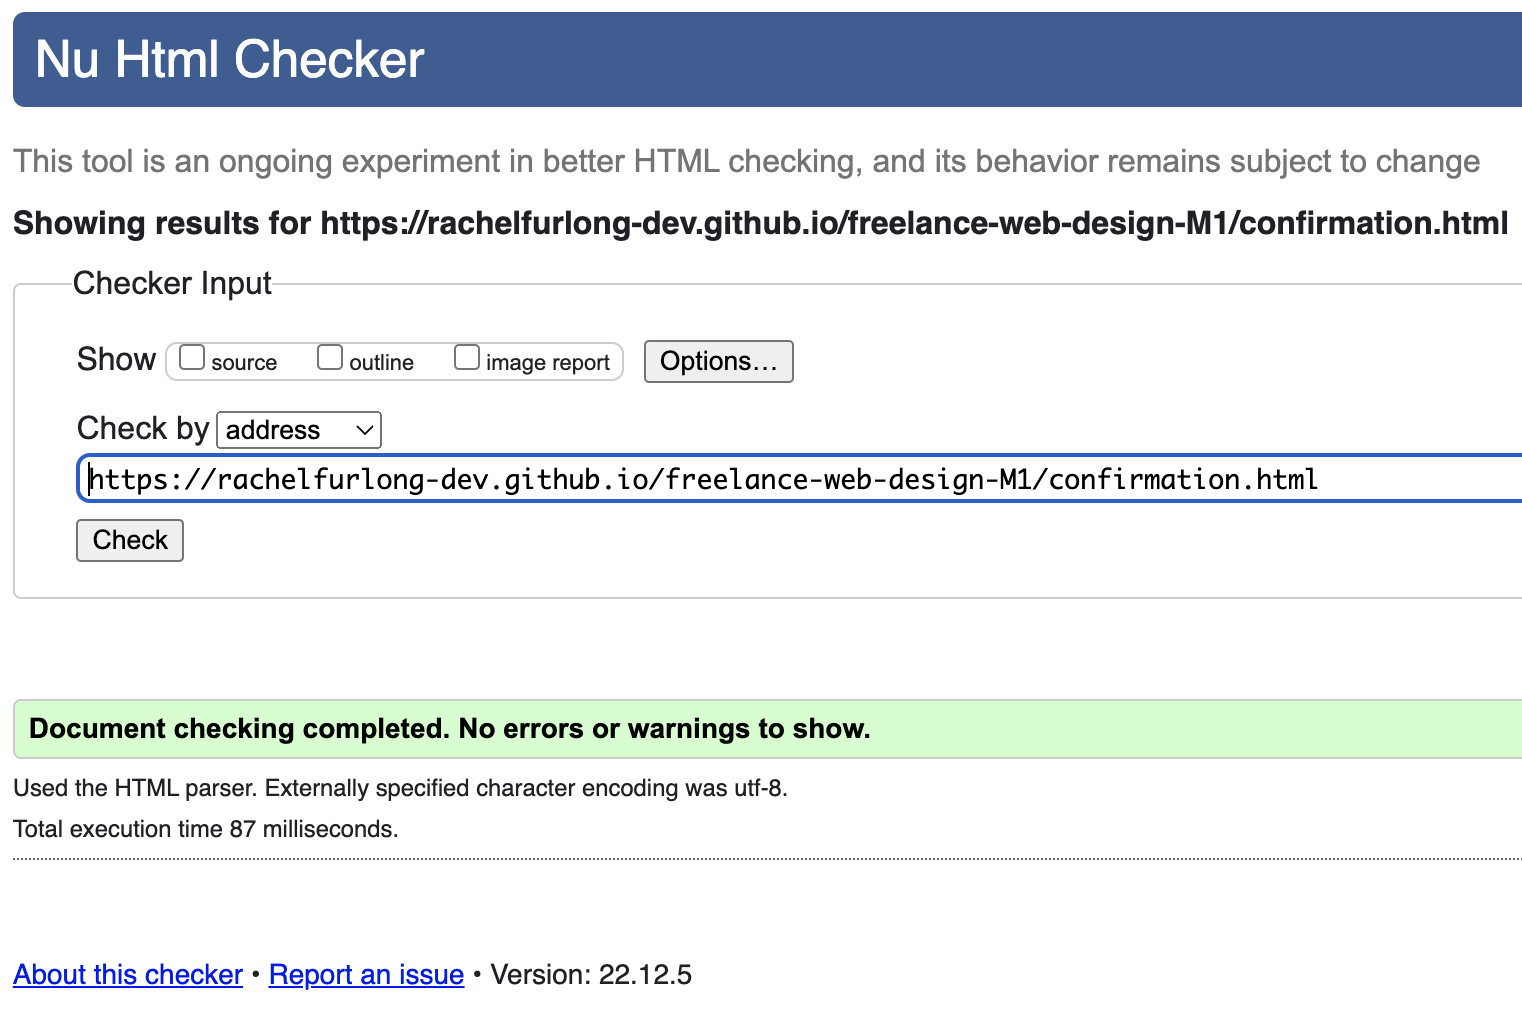 Nu Html Checker
This tool is an ongoing experiment in better HTML checking, and its behavior remains subject to change
Showing results for https://rachelfurlong-dev.github.io/freelance-web-design-M1/confirmation.html
Checker Input
Show source outline image report Options...
Check by address
https://rachelfurlong-dev.github.io/freelance-web-design-M1/confirmation.html
Check
Document checking completed. No errors or warnings to show.
Used the HTML parser. Externally specified character encoding was utf-8.
Total execution time 87 milliseconds.
About this checker • Report an issue • Version: 22.12.5